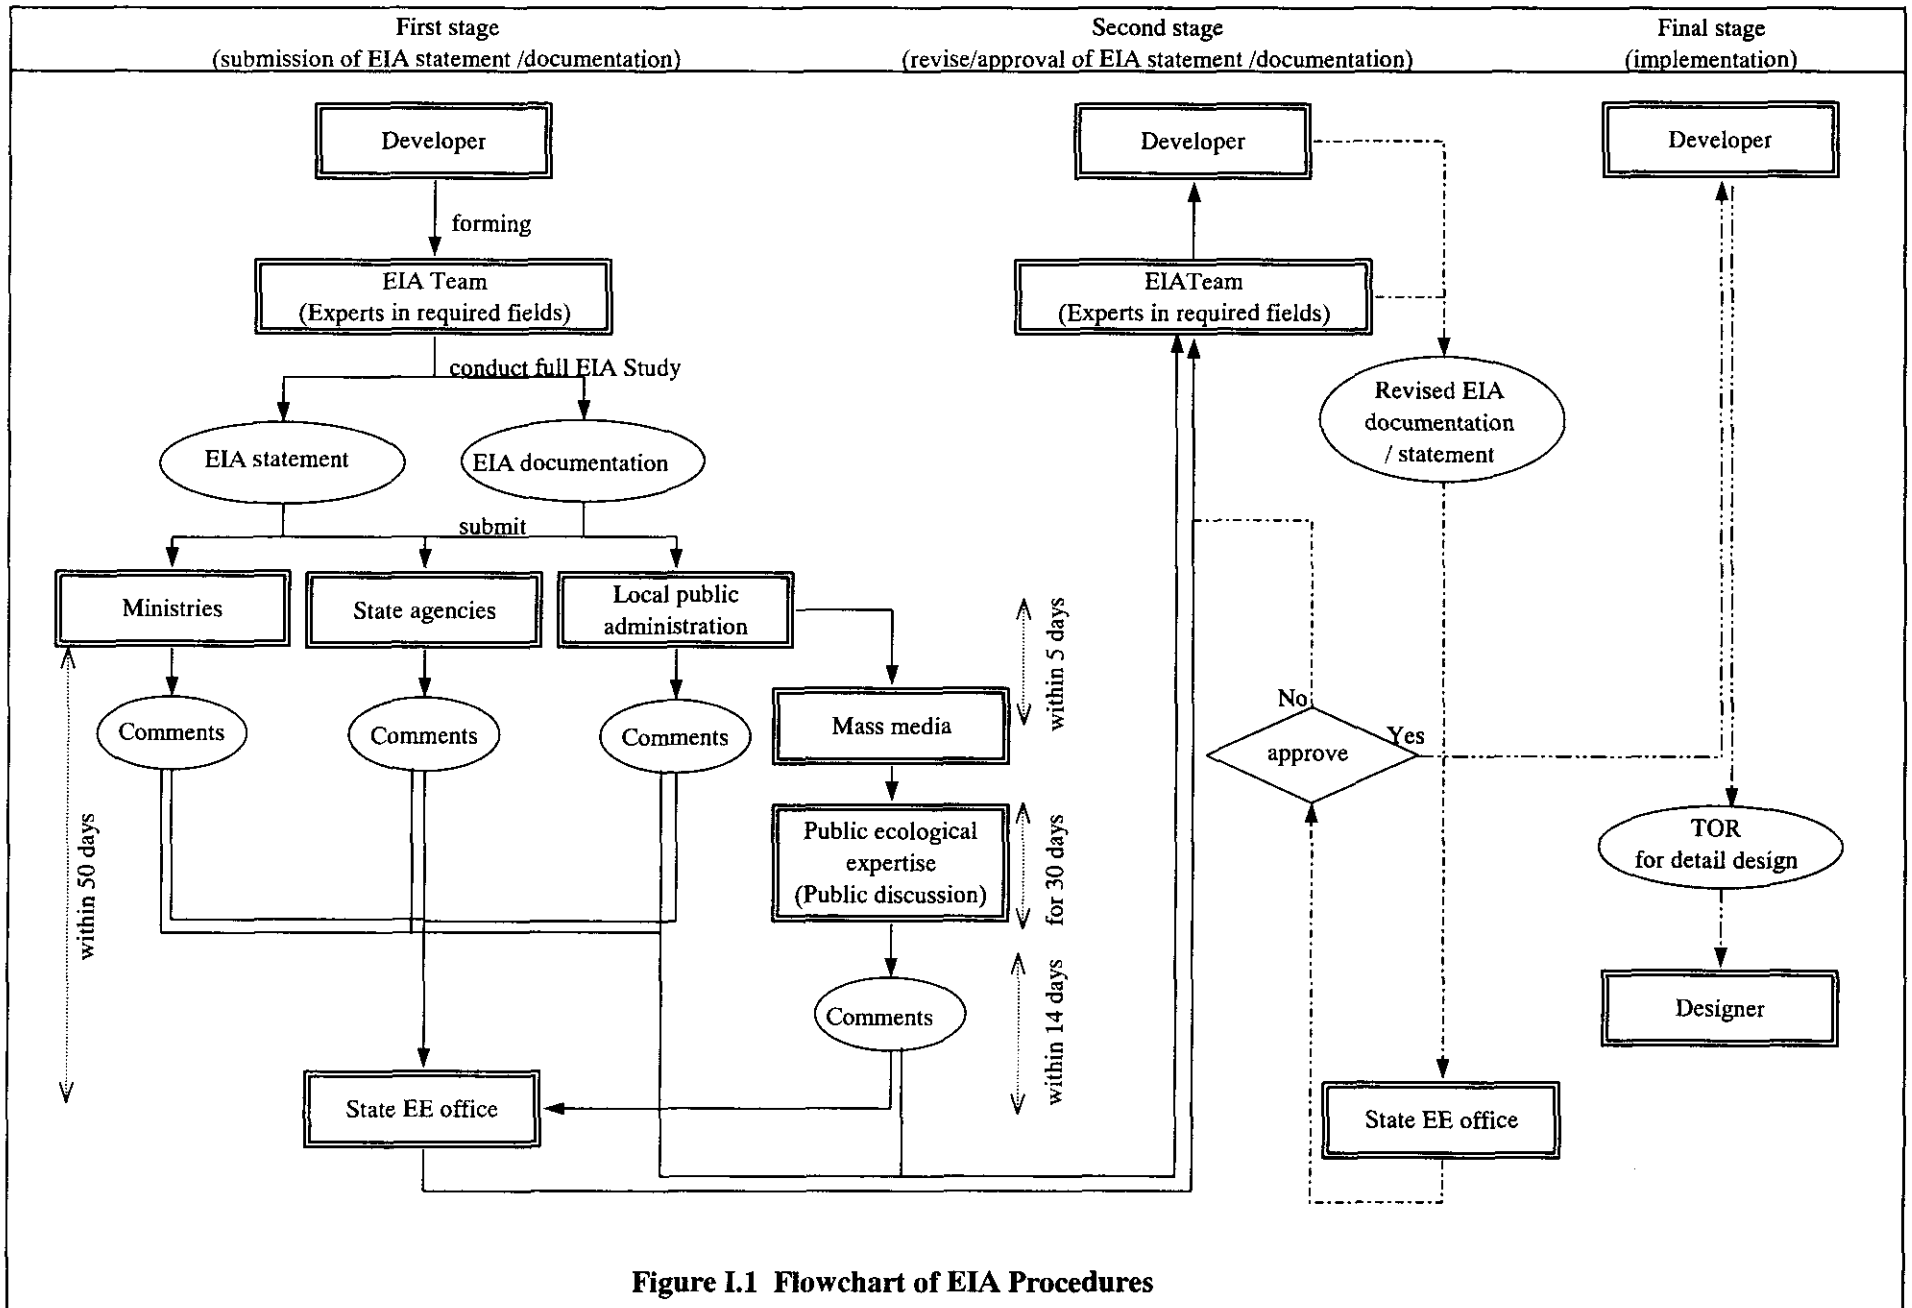 First stage
(submission of EIA statement /documentation)
Second stage
(revise/approval of EIA statement /documentation)
Final stage
(implementation)
Developer
forming
EIA Team
(Experts in required fields)
conduct full EIA Study
EIA statement
EIA documentation
submit
Ministries
State agencies
Local public
administration
within 5 days
Comments
Comments
Comments
Mass media
within 50 days
Public ecological
expertise
(Public discussion)
for 30 days
Comments
within 14 days
State EE office
Developer
EIATeam
(Experts in required fields)
Revised EIA
documentation
/ statement
No
approve
Yes
State EE office
Developer
TOR
for detail design
Designer
Figure I.1 Flowchart of EIA Procedures